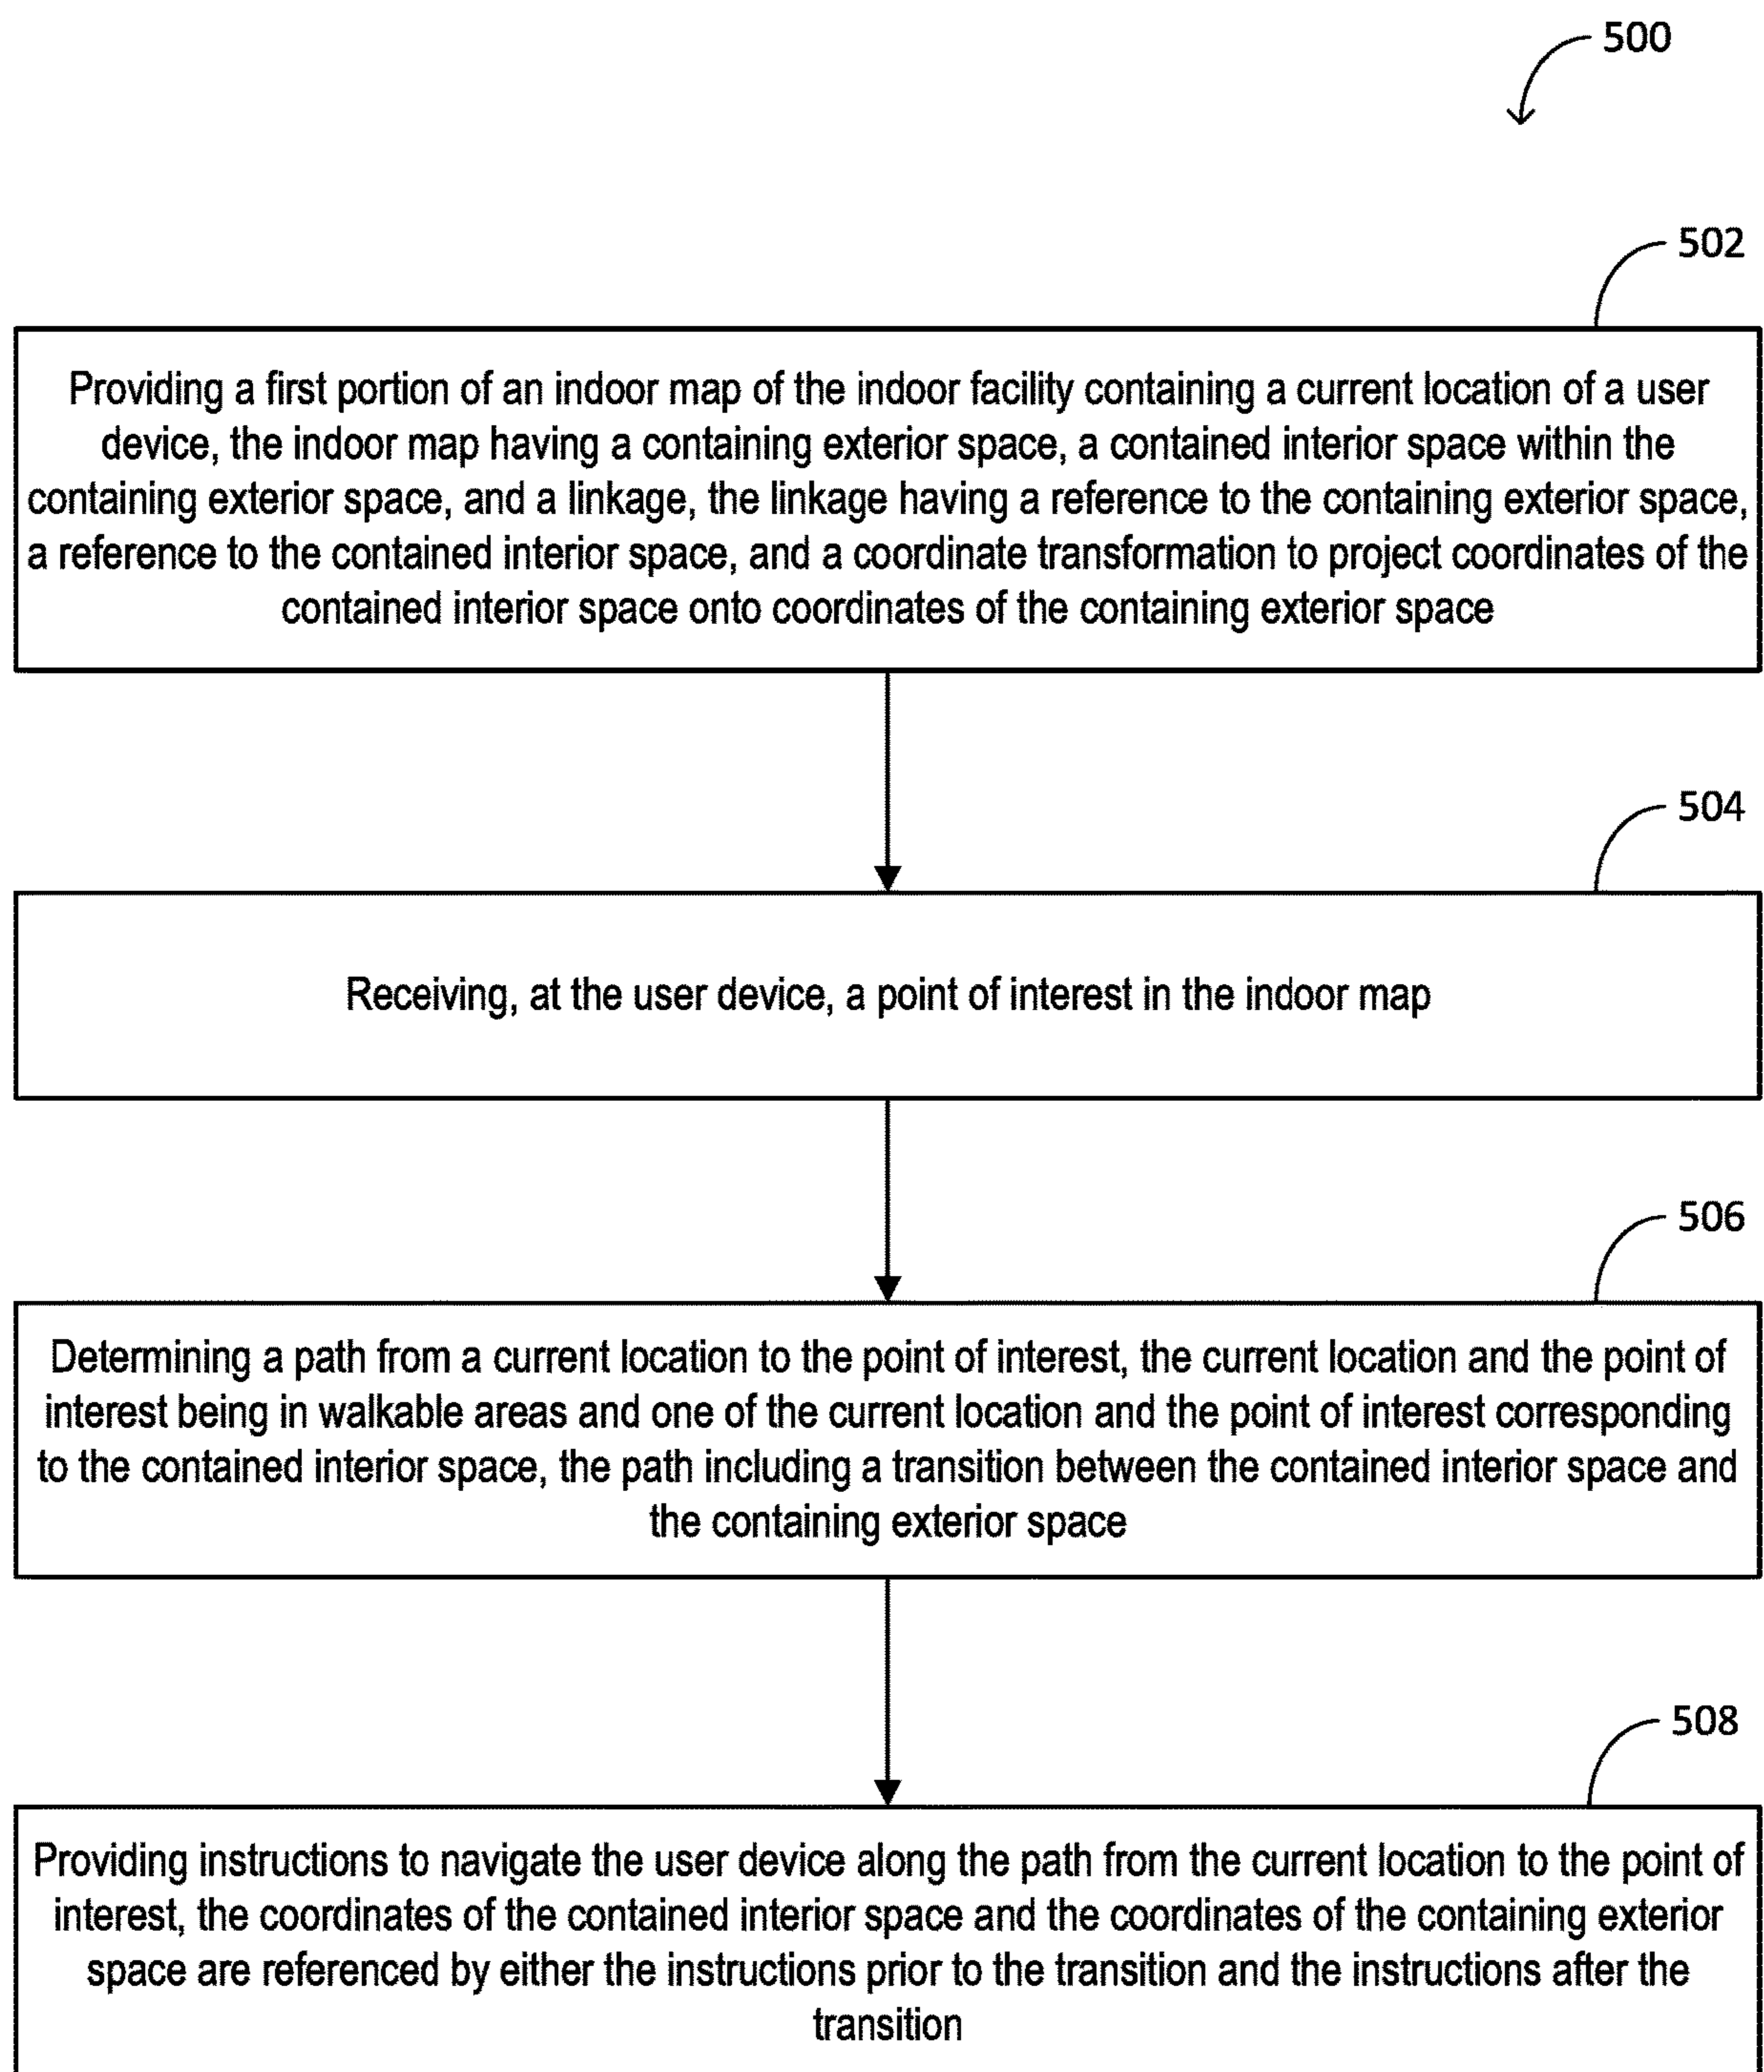 500
502
Providing a first portion of an indoor map of the indoor facility containing a current location of a user
device, the indoor map having a containing exterior space, a contained interior space within the
containing exterior space, and a linkage, the linkage having a reference to the containing exterior space,
a reference to the contained interior space, and a coordinate transformation to project coordinates of the
contained interior space onto coordinates of the containing exterior space
504
Receiving, at the user device, a point of interest in the indoor map
506
Determining a path from a current location to the point of interest, the current location and the point of
interest being in walkable areas and one of the current location and the point of interest corresponding
to the contained interior space, the path including a transition between the contained interior space and
the containing exterior space
508
Providing instructions to navigate the user device along the path from the current location to the point of
interest, the coordinates of the contained interior space and the coordinates of the containing exterior
space are referenced by either the instructions prior to the transition and the instructions after the
transition